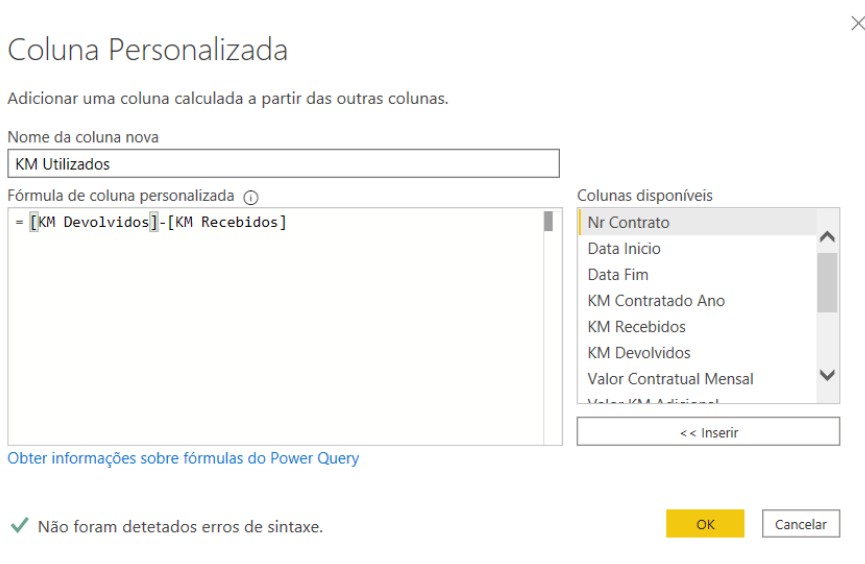 Coluna Personalizada
Adicionar uma coluna calculada a partir das outras colunas.
Nome da coluna nova
KM Utilizados
Fórmula de coluna personalizada
= [KM Devolvidos]-[KM Recebidos]
Colunas disponíveis
Nr Contrato
Data Inicio
Data Fim
KM Contratado Ano
KM Recebidos
KM Devolvidos
Valor Contratual Mensal
Valor KM Adicional
<< Inserir
Obter informações sobre fórmulas do Power Query
Não foram detetados erros de sintaxe.
OK
Cancelar